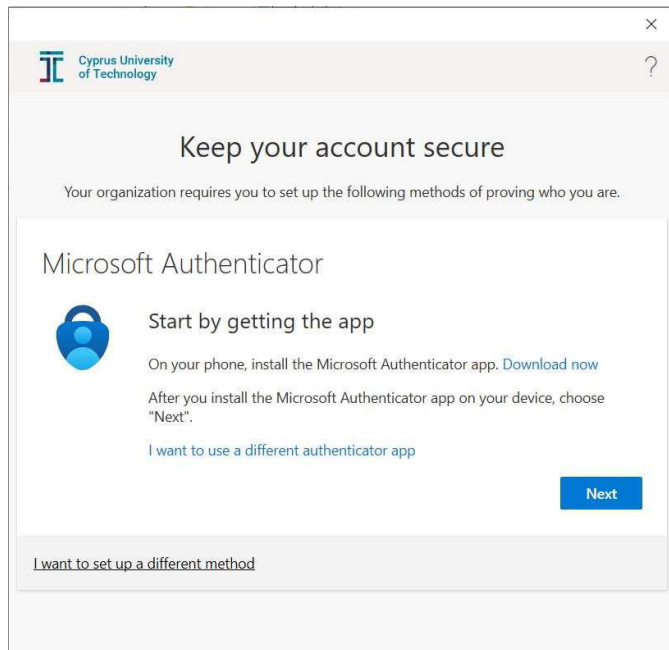 Cyprus University
of Technology
?
Keep your account secure
Your organization requires you to set up the following methods of proving who you are.
Microsoft Authenticator
Start by getting the app
On your phone, install the Microsoft Authenticator app. Download now
After you install the Microsoft Authenticator app on your device, choose
"Next".
I want to use a different authenticator app
Next
I want to set up a different method